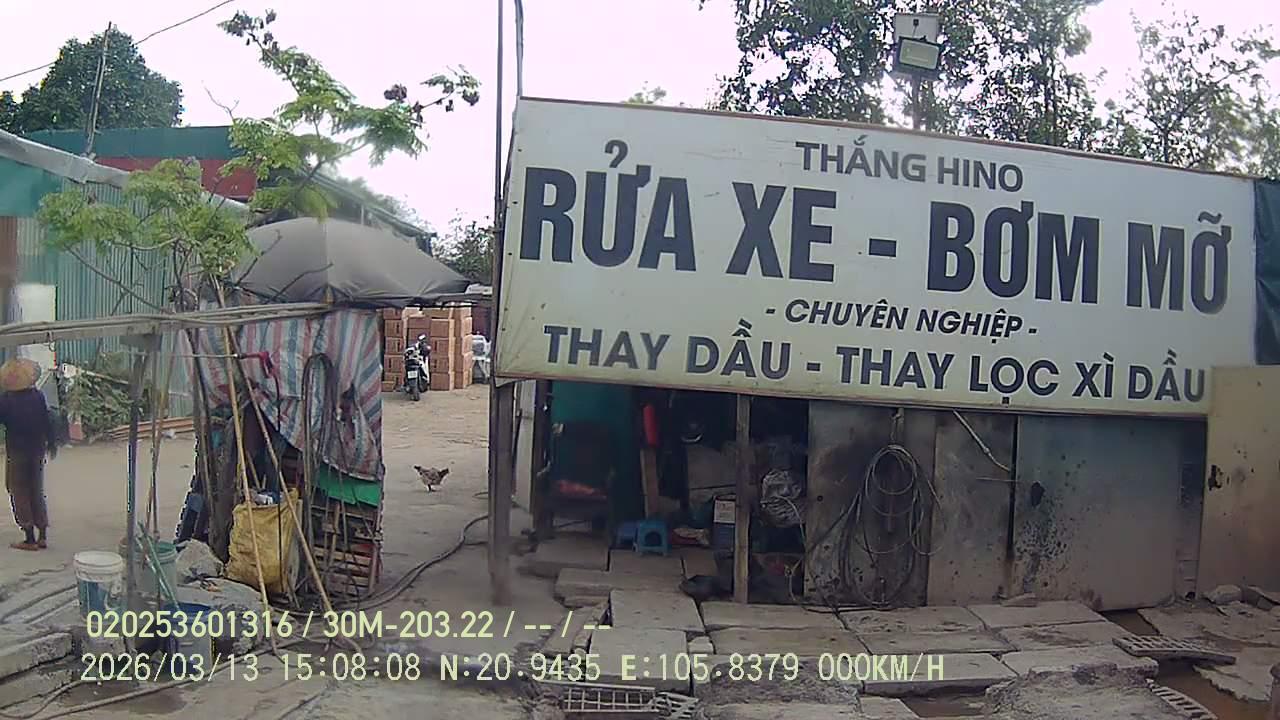 THẮNG HINO
RỬA XE - BƠM MỠ
- CHUYÊN NGHIỆP -
THAY DẦU - THAY LỌC XÌ DẦU
020253601316 / 30M-203.22 / -- / --
2026/03/13 15:08:08 N:20.9435 E:105.8379 000KM/H